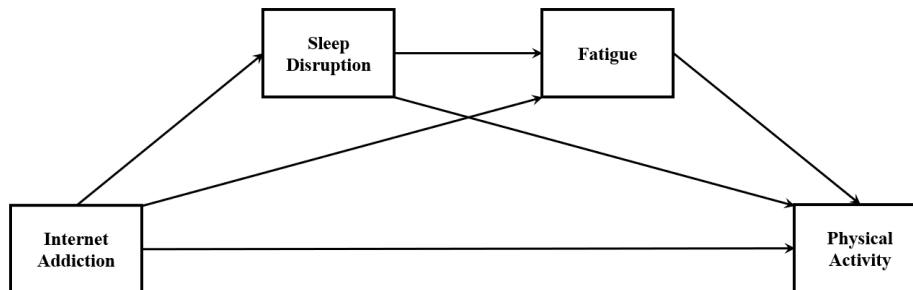 Sleep
Disruption
Fatigue
Internet
Addiction
Physical
Activity